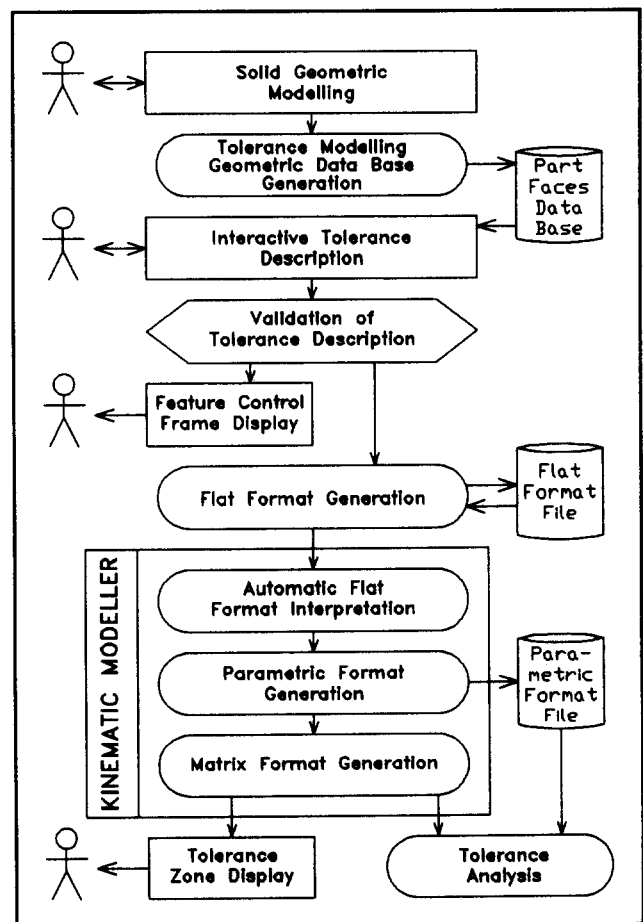 Solid Geometric
Modelling
Tolerance Modelling
Geometric Data Base
Generation
Part
Faces
Data
Base
Interactive Tolerance
Description
Validation of
Tolerance Description
Feature Control
Frame Display
Flat Format Generation
Flat
Format
File
KINEMATIC MODELLER
Automatic Flat
Format Interpretation
Parametric Format
Generation
Para-
metric
Format
File
Matrix Format Generation
Tolerance
Zone Display
Tolerance
Analysis